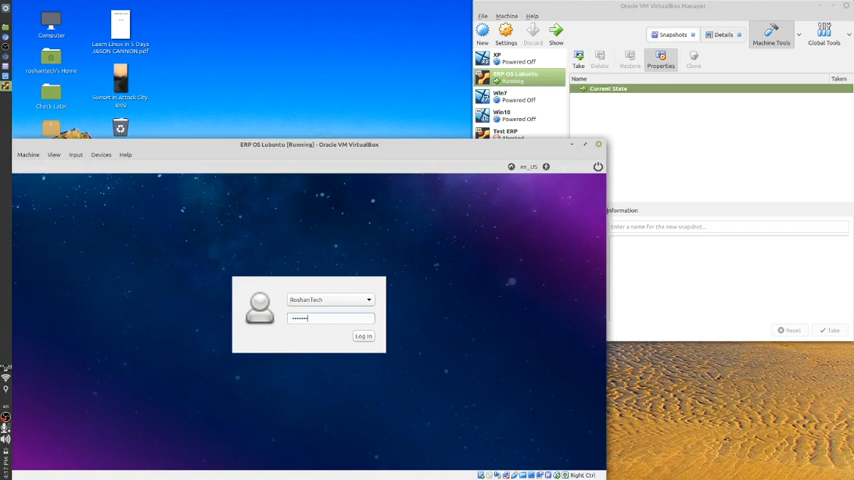 Oracle VM VirtualBox Manager
File Machine Help
New Settings Discard Show
Snapshots Details
Machine Tools Global Tools
Computer
Learn Linux in 5 Days
JASON CANNON.pdf
roshantech's Home
Sunset in Attock City.
Check Later
XP
Powered Off
ERP OS Lubuntu
Running
Win7
Powered Off
Win10
Powered Off
Test ERP
Take Delete Restore Properties Clone
Name Taken
Current State
ERP OS Lubuntu [Running] - Oracle VM VirtualBox
Machine View Input Devices Help
en_US
RoshanTech
•••••••
Log In
Information
Enter a name for the new snapshot...
Reset Take
Right Ctrl
4:57 PM